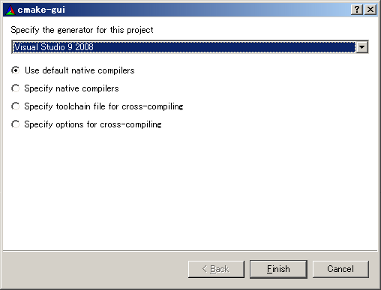 cmake-gui
Specify the generator for this project
Visual Studio 9 2008
Use default native compilers
Specify native compilers
Specify toolchain file for cross-compiling
Specify options for cross-compiling
< Back
Finish
Cancel